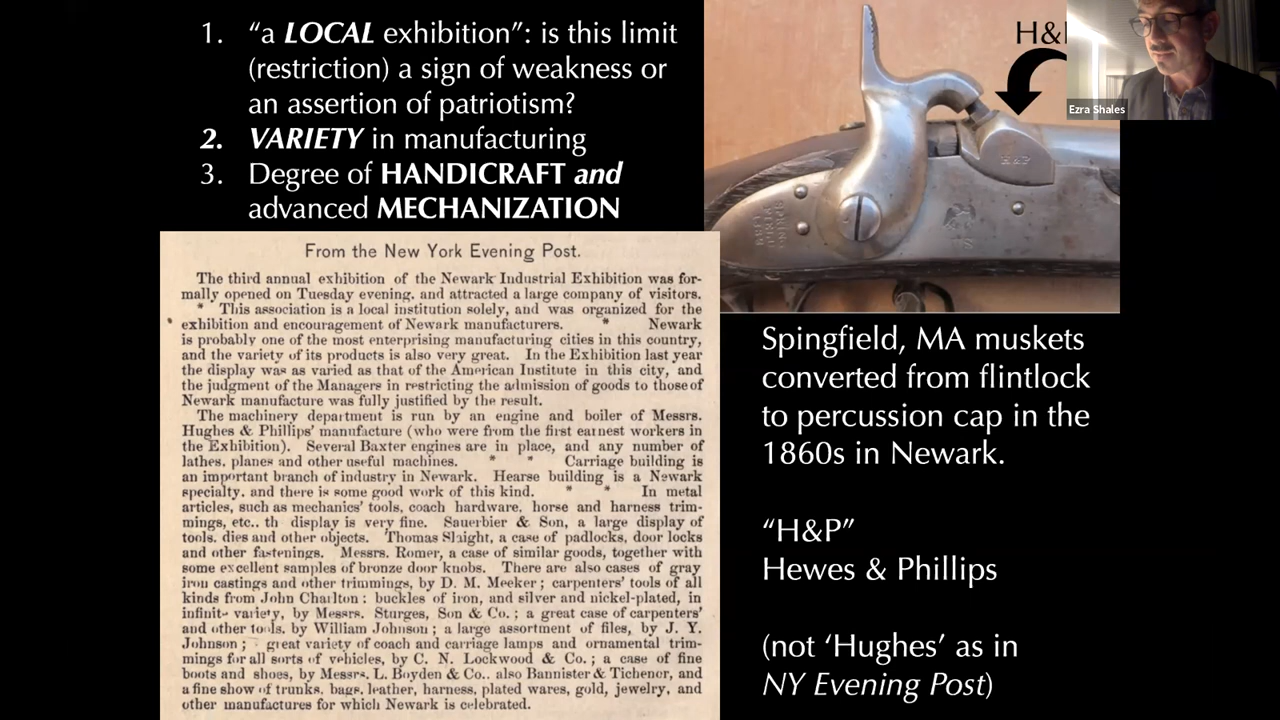 1. “a LOCAL exhibition”: is this limit
(restriction) a sign of weakness or
an assertion of patriotism?
2. VARIETY in manufacturing
3. Degree of HANDICRAFT and
advanced MECHANIZATION
From the New York Evening Post.
The third annual exhibition of the Newark Industrial Exhibition was for-
mally opened on Tuesday evening, and attracted a large company of visitors.
* This association is a local institution solely, and was organized for the
* exhibition and encouragement of Newark manufacturers. * Newark
is probably one of the most enterprising manufacturing cities in this country,
and the variety of its products is also very great. In the Exhibition last year
the display was as varied as that of the American Institute in this city, and
the judgment of the Managers in restricting the admission of goods to those of
Newark manufacture was fully justified by the result.
The machinery department is run by an engine and boiler of Messrs.
Hughes & Phillips' manufacture (who were from the first earnest workers in
the Exhibition). Several Baxter engines are in place, and any number of
lathes, planes and other useful machines. * * Carriage building is
an important branch of industry in Newark. Hearse building is a Newark
specialty, and there is some good work of this kind. * * In metal
articles, such as mechanics' tools, coach hardware, horse and harness trim-
mings, etc.. th display is very fine. Sauerbier & Son, a large display of
tools, dies and other objects. Thomas Slaight, a case of padlocks, door locks
and other fastenings. Messrs. Romer, a case of similar goods, together with
some excellent samples of bronze door knobs. There are also cases of gray
iron castings and other trimmings, by D. M. Meeker; carpenters' tools of all
kinds from John Charlton: buckles of iron, and silver and nickel-plated, in
infinite variety, by Messrs. Sturges, Son & Co.; a great case of carpenters'
and other tools, by William Johnson; a large assortment of files, by J. Y.
Johnson; great variety of coach and carriage lamps and ornamental trim-
mings for all sorts of vehicles, by C. N. Lockwood & Co.; a case of fine
boots and shoes, by Messrs. L. Boyden & Co.. also Bannister & Tichenor, and
a fine show of trunks, bags, leather, harness, plated wares, gold, jewelry, and
other manufactures for which Newark is celebrated.
H&
Ezra Shales
H&P
US
Spingfield, MA muskets
converted from flintlock
to percussion cap in the
1860s in Newark.
“H&P”
Hewes & Phillips
(not ‘Hughes’ as in
NY Evening Post)